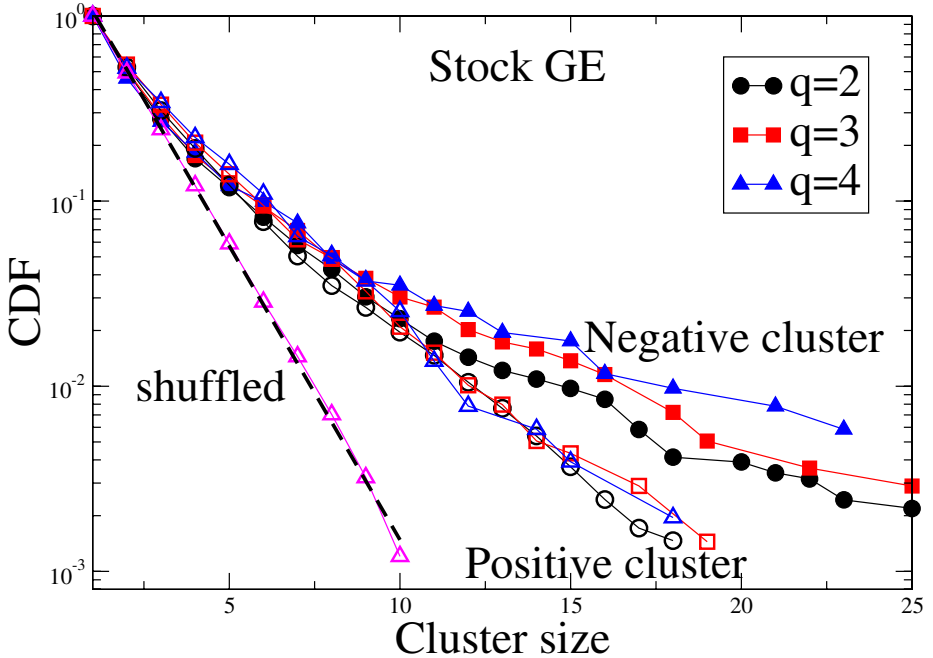 10^0
Stock GE
q=2
q=3
q=4
10^-1
CDF
Negative cluster
shuffled
10^-2
Positive cluster
10^-3
5 10 15 20 25
Cluster size